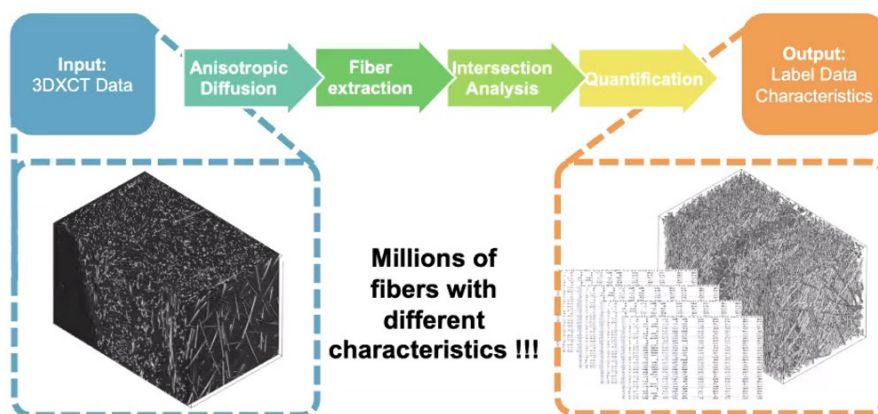 Input:
3DXCT Data
Anisotropic
Diffusion
Fiber
extraction
Intersection
Analysis
Quantification
Output:
Label Data
Characteristics
Millions of
fibers with
different
characteristics !!!